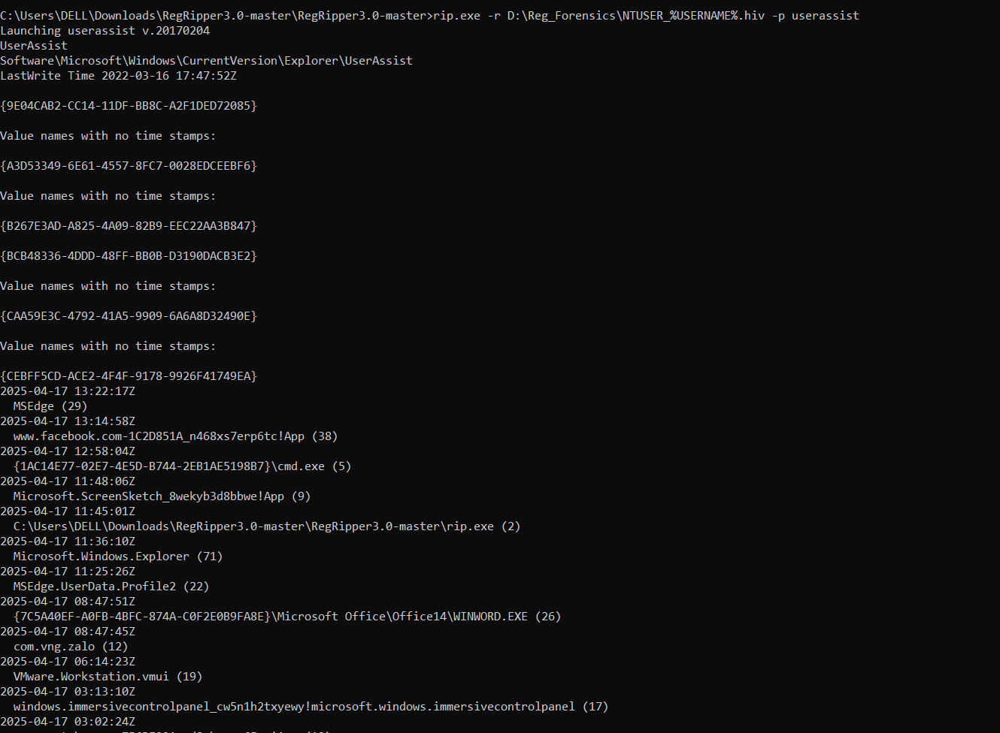 C:\Users\DELL\Downloads\RegRipper3.0-master\RegRipper3.0-master>rip.exe -r D:\Reg_Forensics\NTUSER_%USERNAME%.hiv -p userassist
Launching userassist v.20170204
UserAssist
Software\Microsoft\Windows\CurrentVersion\Explorer\UserAssist
LastWrite Time 2022-03-16 17:47:52Z
{9E04CAB2-CC14-11DF-BB8C-A2F1DED72085}
Value names with no time stamps:
{A3D53349-6E61-4557-8FC7-0028EDCEEBF6}
Value names with no time stamps:
{B267E3AD-A825-4A09-82B9-EEC22AA3B847}
{BCB48336-4DDD-48FF-BB0B-D3190DACB3E2}
Value names with no time stamps:
{CAA59E3C-4792-41A5-9909-6A6A8D32490E}
Value names with no time stamps:
{CEBFF5CD-ACE2-4F4F-9178-9926F41749EA}
2025-04-17 13:22:17Z
MSEdge (29)
2025-04-17 13:14:58Z
www.facebook.com-1C2D851A_n468xs7erp6tc!App (38)
2025-04-17 12:58:04Z
{1AC14E77-02E7-4E5D-B744-2EB1AE5198B7}\cmd.exe (5)
2025-04-17 11:48:06Z
Microsoft.ScreenSketch_8wekyb3d8bbwe!App (9)
2025-04-17 11:45:01Z
C:\Users\DELL\Downloads\RegRipper3.0-master\RegRipper3.0-master\rip.exe (2)
2025-04-17 11:36:10Z
Microsoft.Windows.Explorer (71)
2025-04-17 11:25:26Z
MSEdge.UserData.Profile2 (22)
2025-04-17 08:47:51Z
{7C5A40EF-A0FB-4BFC-874A-C0F2E0B9FA8E}\Microsoft Office\Office14\WINWORD.EXE (26)
2025-04-17 08:47:45Z
com.vng.zalo (12)
2025-04-17 06:14:23Z
VMware.Workstation.vmui (19)
2025-04-17 03:13:10Z
windows.immersivecontrolpanel_cw5n1h2txyewy!microsoft.windows.immersivecontrolpanel (17)
2025-04-17 03:02:24Z